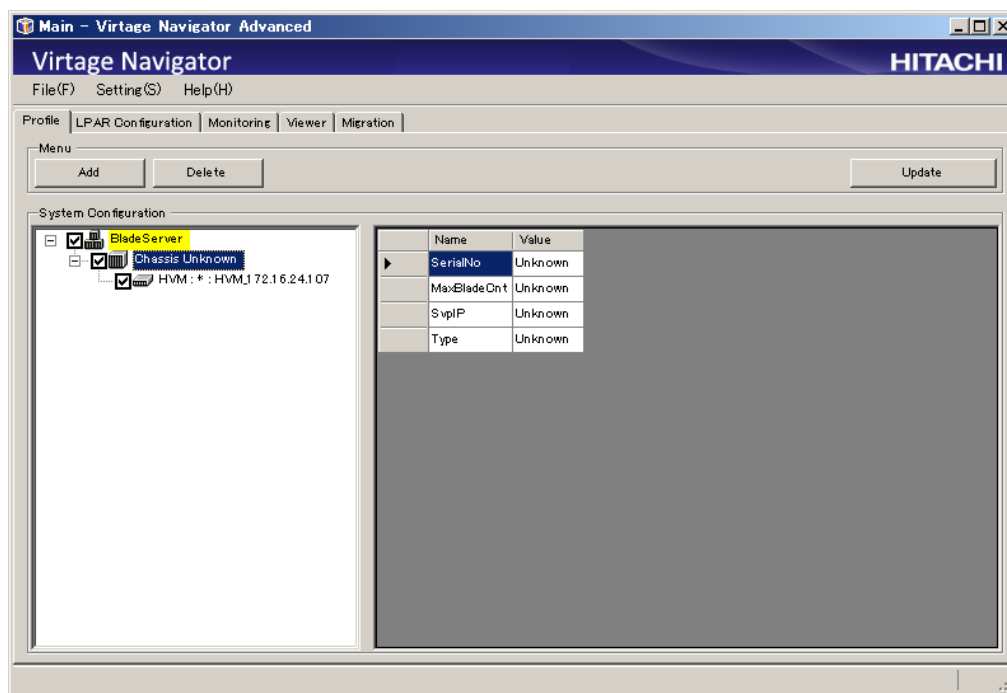 Main - Virtage Navigator Advanced
Virtage Navigator
HITACHI
File(F) Setting(S) Help(H)
Profile LPAR Configuration Monitoring Viewer Migration
Menu
Add Delete Update
System Configuration
BladeServer
Chassis Unknown
HVM : * : HVM_172.16.24.107
Name Value
SerialNo Unknown
MaxBladeCnt Unknown
SvpIP Unknown
Type Unknown